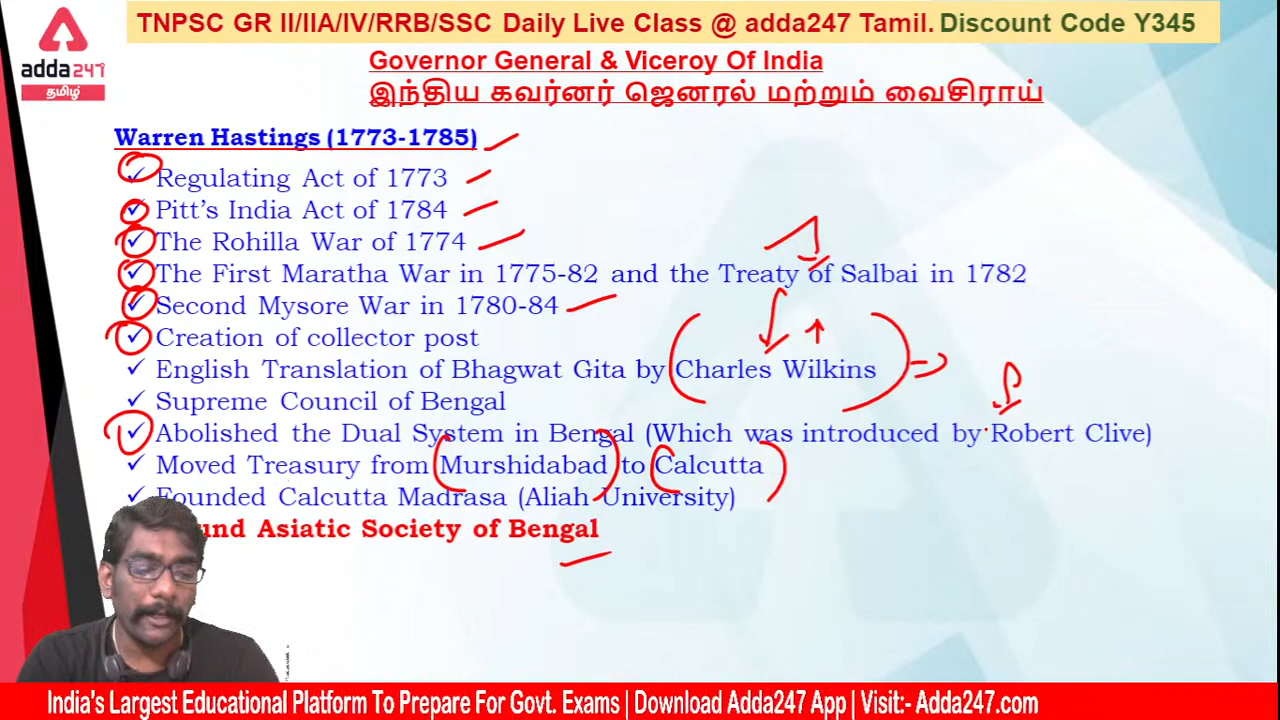 TNPSC GR II/IIA/IV/RRB/SSC Daily Live Class @ adda247 Tamil. Discount Code Y345
adda247
தமிழ்
Governor General & Viceroy Of India
இந்திய கவர்னர் ஜெனரல் மற்றும் வைசிராய்
Warren Hastings (1773-1785)
Regulating Act of 1773
Pitt's India Act of 1784
The Rohilla War of 1774
The First Maratha War in 1775-82 and the Treaty of Salbai in 1782
Second Mysore War in 1780-84
Creation of collector post
English Translation of Bhagwat Gita by Charles Wilkins
Supreme Council of Bengal
Abolished the Dual System in Bengal (Which was introduced by Robert Clive)
Moved Treasury from Murshidabad to Calcutta
Founded Calcutta Madrasa (Aliah University)
Asiatic Society of Bengal
India's Largest Educational Platform To Prepare For Govt. Exams | Download Adda247 App | Visit:- Adda247.com